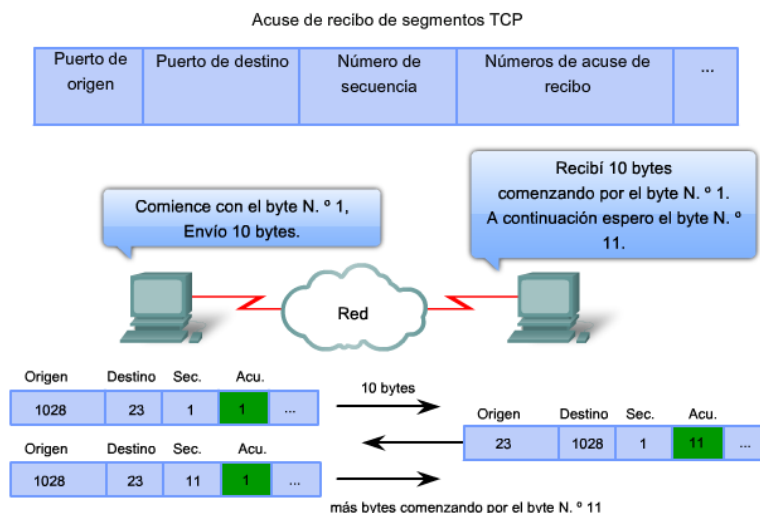 Acuse de recibo de segmentos TCP
Puerto de origen
Puerto de destino
Número de secuencia
Números de acuse de recibo
...
Comience con el byte N. º 1,
Envío 10 bytes.
Recibí 10 bytes
comenzando por el byte N. º 1.
A continuación espero el byte N. º
11.
Red
Origen Destino Sec. Acu.
1028 23 1 1 ...
10 bytes
Origen Destino Sec. Acu.
23 1028 1 11 ...
Origen Destino Sec. Acu.
1028 23 11 1 ...
más bytes comenzando por el byte N. º 11